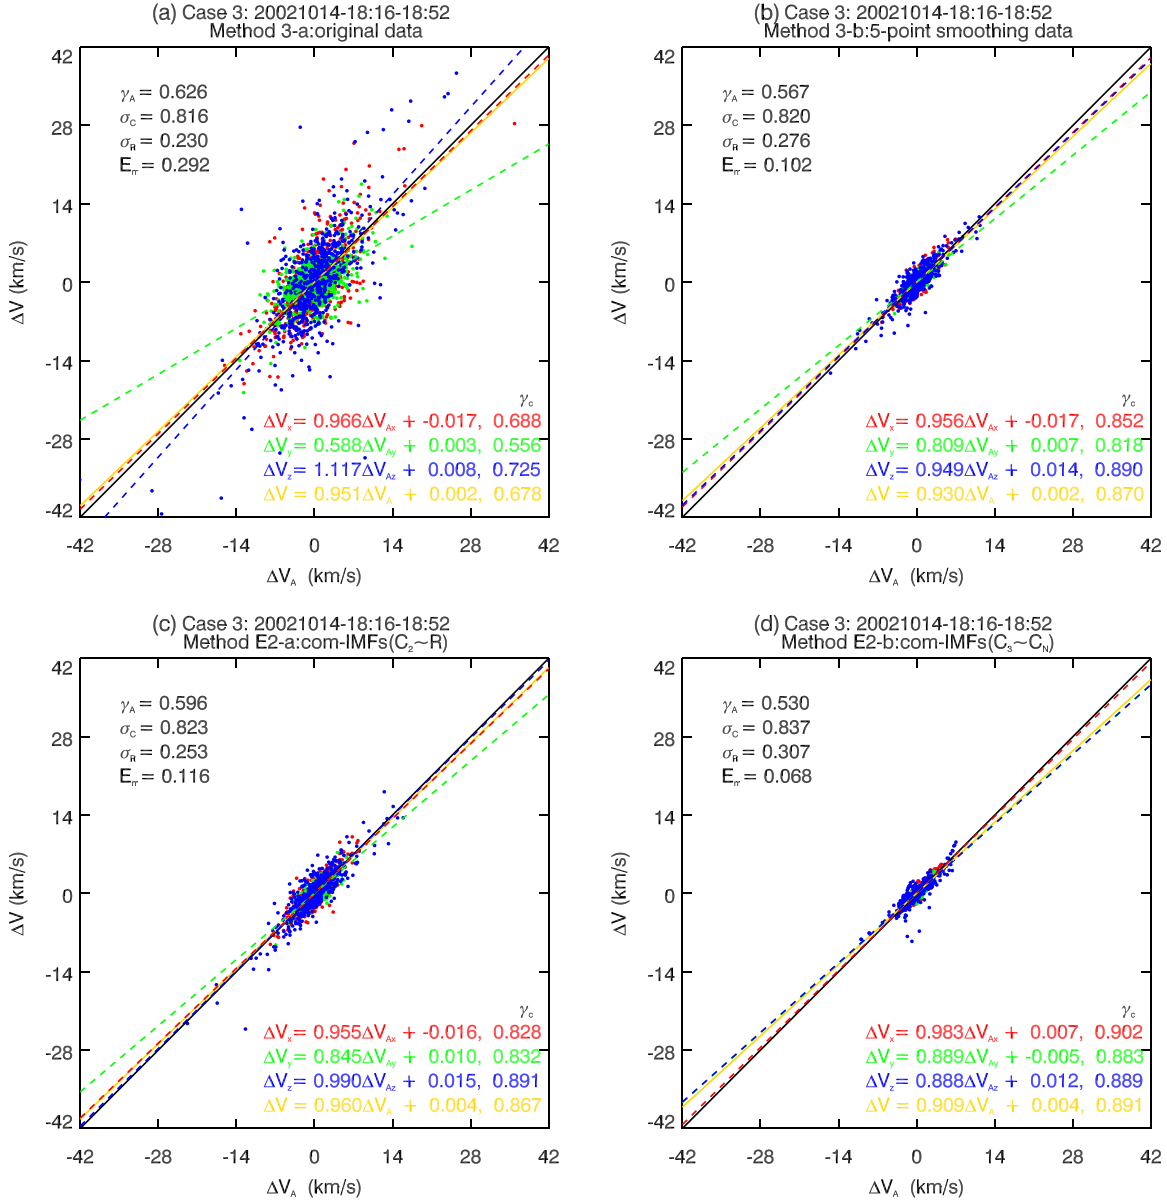 (a) Case 3: 20021014-18:16-18:52
Method 3-a:original data
42
28
14
0
-14
-28
-42
ΔV (km/s)
γA = 0.626
σC = 0.816
σR = 0.230
Err = 0.292
γc
ΔVx = 0.966ΔVAx + -0.017, 0.688
ΔVy = 0.588ΔVAy + 0.003, 0.556
ΔVz = 1.117ΔVAz + 0.008, 0.725
ΔV = 0.951ΔVA + 0.002, 0.678
-42 -28 -14 0 14 28 42
ΔVA (km/s)
(b) Case 3: 20021014-18:16-18:52
Method 3-b:5-point smoothing data
42
28
14
0
-14
-28
-42
ΔV (km/s)
γA = 0.567
σC = 0.820
σR = 0.276
Err = 0.102
γc
ΔVx = 0.956ΔVAx + -0.017, 0.852
ΔVy = 0.809ΔVAy + 0.007, 0.818
ΔVz = 0.949ΔVAz + 0.014, 0.890
ΔV = 0.930ΔVA + 0.002, 0.870
-42 -28 -14 0 14 28 42
ΔVA (km/s)
(c) Case 3: 20021014-18:16-18:52
Method E2-a:com-IMFs(C2~R)
42
28
14
0
-14
-28
-42
ΔV (km/s)
γA = 0.596
σC = 0.823
σR = 0.253
Err = 0.116
γc
ΔVx = 0.955ΔVAx + -0.016, 0.828
ΔVy = 0.845ΔVAy + 0.010, 0.832
ΔVz = 0.990ΔVAz + 0.015, 0.891
ΔV = 0.960ΔVA + 0.004, 0.867
-42 -28 -14 0 14 28 42
ΔVA (km/s)
(d) Case 3: 20021014-18:16-18:52
Method E2-b:com-IMFs(C3~CN)
42
28
14
0
-14
-28
-42
ΔV (km/s)
γA = 0.530
σC = 0.837
σR = 0.307
Err = 0.068
γc
ΔVx = 0.983ΔVAx + 0.007, 0.902
ΔVy = 0.889ΔVAy + -0.005, 0.883
ΔVz = 0.888ΔVAz + 0.012, 0.889
ΔV = 0.909ΔVA + 0.004, 0.891
-42 -28 -14 0 14 28 42
ΔVA (km/s)